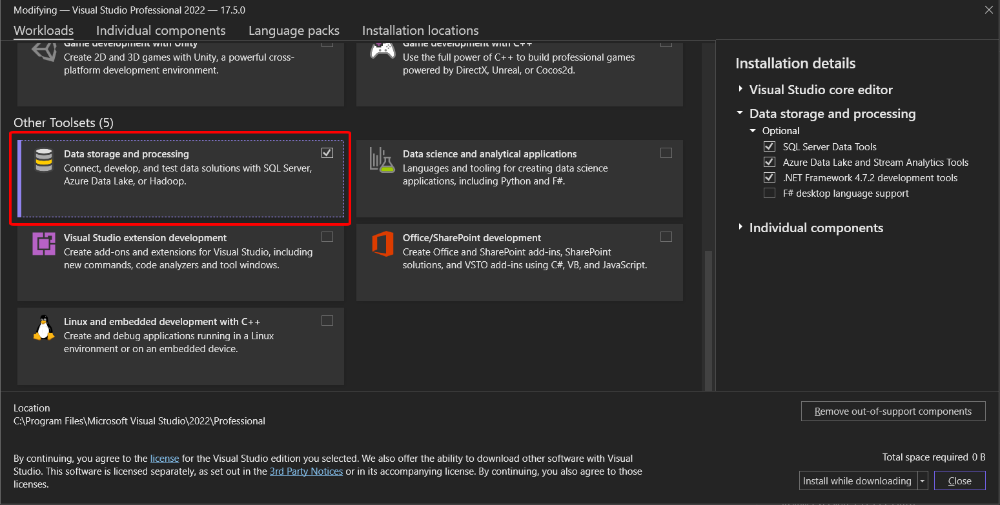 Modifying — Visual Studio Professional 2022 — 17.5.0
Workloads
Individual components
Language packs
Installation locations
Game development with Unity
Create 2D and 3D games with Unity, a powerful cross-
platform development environment.
Game development with C++
Use the full power of C++ to build professional games
powered by DirectX, Unreal, or Cocos2d.
Other Toolsets (5)
Data storage and processing
Connect, develop, and test data solutions with SQL Server,
Azure Data Lake, or Hadoop.
Data science and analytical applications
Languages and tooling for creating data science
applications, including Python and F#.
Visual Studio extension development
Create add-ons and extensions for Visual Studio, including
new commands, code analyzers and tool windows.
Office/SharePoint development
Create Office and SharePoint add-ins, SharePoint
solutions, and VSTO add-ins using C#, VB, and JavaScript.
Linux and embedded development with C++
Create and debug applications running in a Linux
environment or on an embedded device.
Installation details
Visual Studio core editor
Data storage and processing
Optional
SQL Server Data Tools
Azure Data Lake and Stream Analytics Tools
.NET Framework 4.7.2 development tools
F# desktop language support
Individual components
Location
C:\Program Files\Microsoft Visual Studio\2022\Professional
Remove out-of-support components
By continuing, you agree to the license for the Visual Studio edition you selected. We also offer the ability to download other software with Visual
Studio. This software is licensed separately, as set out in the 3rd Party Notices or in its accompanying license. By continuing, you also agree to those
licenses.
Total space required 0 B
Install while downloading
Close